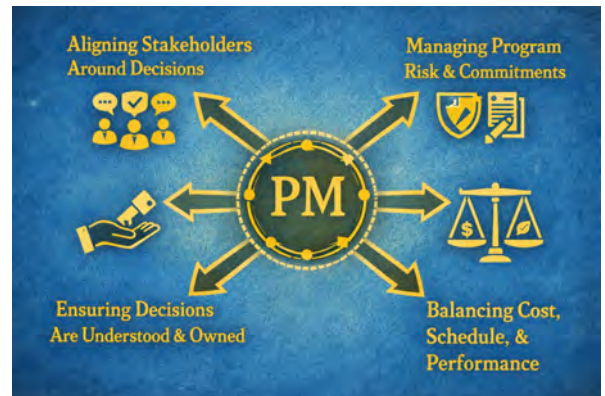 Aligning Stakeholders
Around Decisions
Managing Program
Risk & Commitments
PM
$
Ensuring Decisions
Are Understood & Owned
Balancing Cost,
Schedule, &
Performance